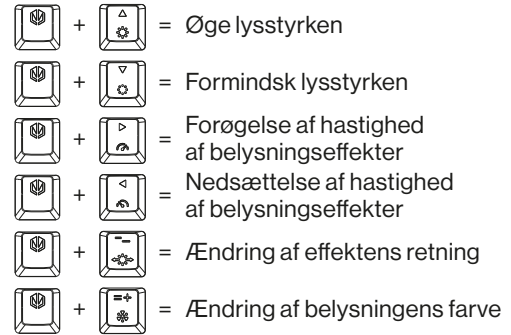 + = Øge lysstyrken
+ = Formindsk lysstyrken
+ = Forøgelse af hastighed
af belysningseffekter
+ = Nedsættelse af hastighed
af belysningseffekter
+ = Ændring af effektens retning
+ = Ændring af belysningens farve